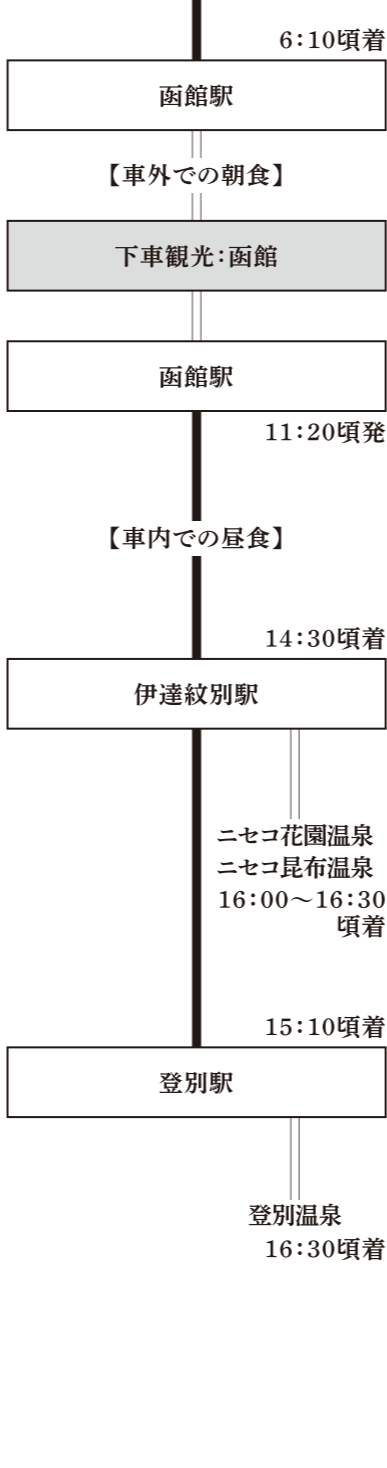 6:10頃着
函館駅
【車外での朝食】
下車観光:函館
函館駅
11:20頃発
【車内での昼食】
14:30頃着
伊達紋別駅
ニセコ花園温泉
ニセコ昆布温泉
16:00〜16:30
頃着
15:10頃着
登別駅
登別温泉
16:30頃着